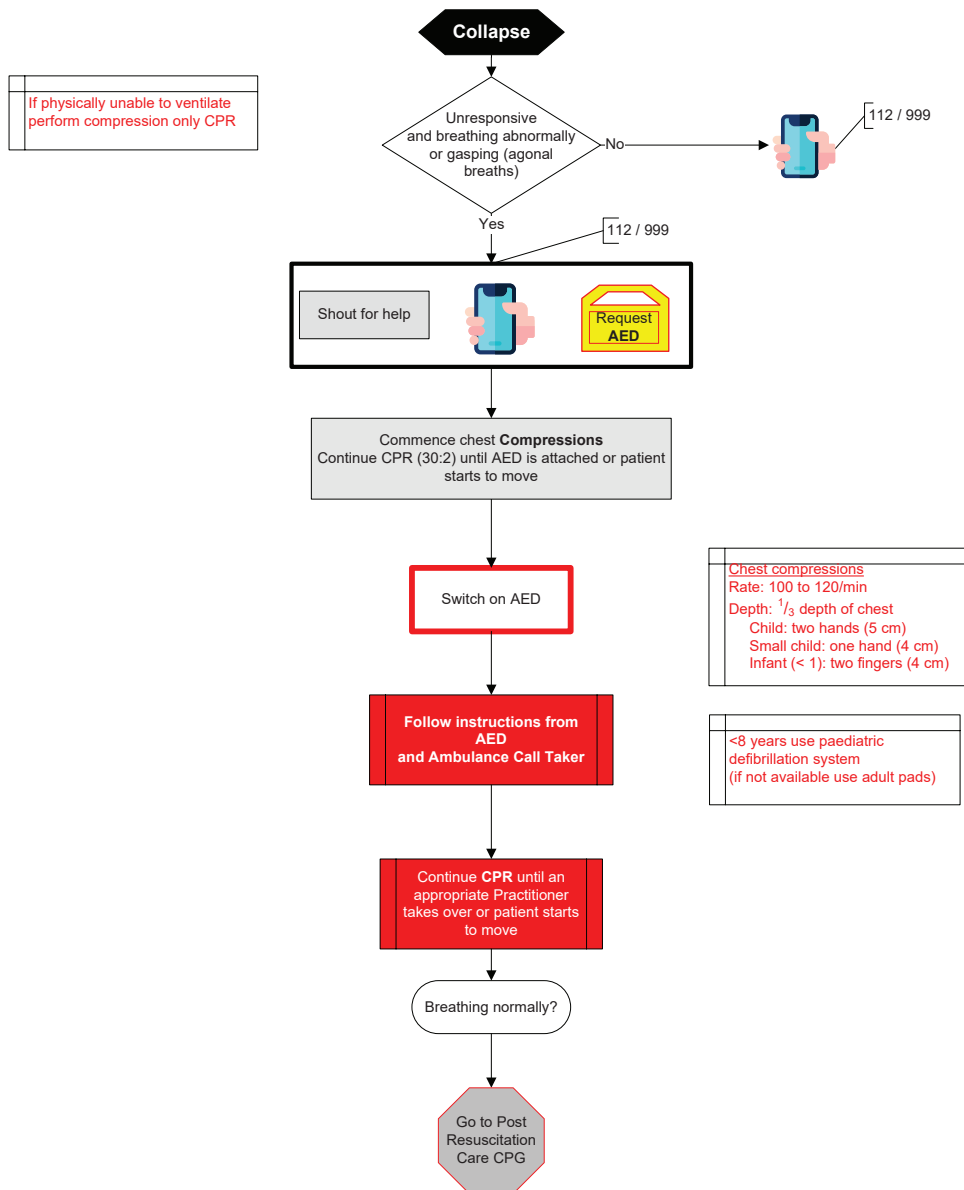 Collapse
If physically unable to ventilate
perform compression only CPR
Unresponsive
and breathing abnormally
or gasping (agonal
breaths)
No
112 / 999
Yes
112 / 999
Shout for help
Request
AED
Commence chest Compressions
Continue CPR (30:2) until AED is attached or patient
starts to move
Switch on AED
Chest compressions
Rate: 100 to 120/min
Depth: 1/3 depth of chest
Child: two hands (5 cm)
Small child: one hand (4 cm)
Infant (< 1): two fingers (4 cm)
Follow instructions from
AED
and Ambulance Call Taker
<8 years use paediatric
defibrillation system
(if not available use adult pads)
Continue CPR until an
appropriate Practitioner
takes over or patient starts
to move
Breathing normally?
Go to Post
Resuscitation
Care CPG